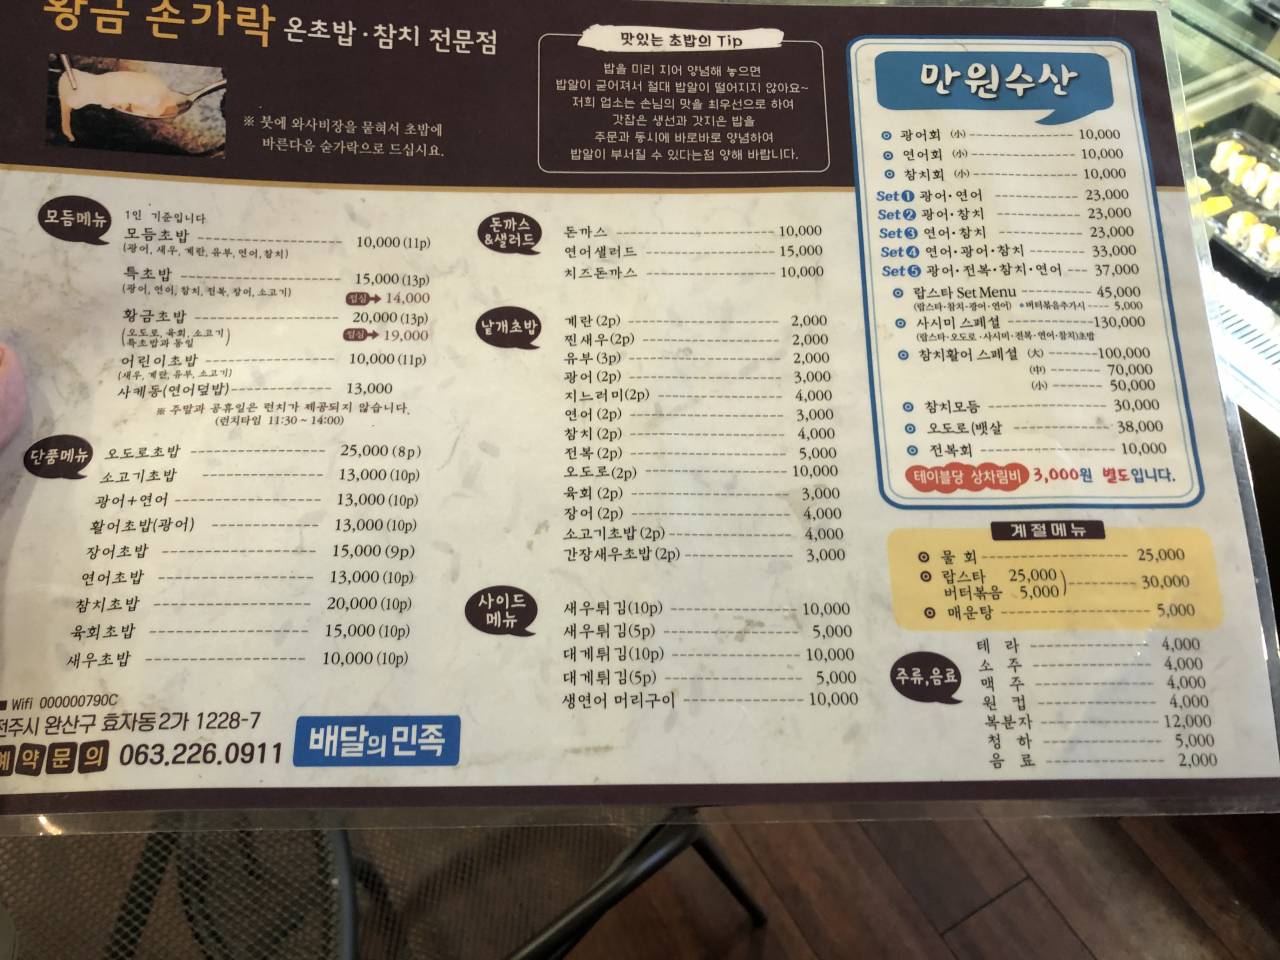 황금 손가락 온초밥·참치 전문점
※ 붓에 와사비장을 뭍혀서 초밥에
바른다음 숟가락으로 드십시요.
맛있는 초밥의 Tip
밥을 미리 지어 양념해 놓으면
밥알이 굳어져서 절대 밥알이 떨어지지 않아요~
저희 업소는 손님의 맛을 최우선으로 하여
갓잡은 생선과 갓지은 밥을
주문과 동시에 바로바로 양념하여
밥알이 부서질 수 있다는점 양해 바랍니다.
모듬메뉴
1인 기준입니다
모듬초밥 10,000 (11p)
(광어, 새우, 계란, 유부, 연어, 참치)
특초밥 15,000 (13p)
(광어, 연어, 참치, 전복, 장어, 소고기)
점심 14,000
황금초밥 20,000 (13p)
(오도로, 육회, 소고기
특초밥과 동일)
점심 19,000
어린이초밥 10,000 (11p)
(새우, 계란, 유부, 소고기)
사케동(연어덮밥) 13,000
※ 주말과 공휴일은 런치가 제공되지 않습니다.
(런치타임 11:30 ~ 14:00)
단품메뉴
오도로초밥 25,000 (8p)
소고기초밥 13,000 (10p)
광어+연어 13,000 (10p)
활어초밥(광어) 13,000 (10p)
장어초밥 15,000 (9p)
연어초밥 13,000 (10p)
참치초밥 20,000 (10p)
육회초밥 15,000 (10p)
새우초밥 10,000 (10p)
■ Wifi 000000790C
전주시 완산구 효자동2가 1228-7
예약문의 063.226.0911
배달의민족
돈까스
&샐러드
돈까스 10,000
연어샐러드 15,000
치즈돈까스 10,000
낱개초밥
계란 (2p) 2,000
찐새우(2p) 2,000
유부 (3p) 2,000
광어 (2p) 3,000
지느러미(2p) 4,000
연어 (2p) 3,000
참치 (2p) 4,000
전복 (2p) 5,000
오도로(2p) 10,000
육회 (2p) 3,000
장어 (2p) 4,000
소고기초밥(2p) 4,000
간장새우초밥 (2p) 3,000
사이드
메뉴
새우튀김(10p) 10,000
새우튀김(5p) 5,000
대게튀김(10p) 10,000
대게튀김(5p) 5,000
생연어 머리구이 10,000
만원수산
광어회 (小) 10,000
연어회 (小) 10,000
참치회 (小) 10,000
Set① 광어·연어 23,000
Set② 광어·참치 23,000
Set③ 연어·참치 23,000
Set④ 연어·광어·참치 33,000
Set⑤ 광어·전복·참치·연어 37,000
랍스타 Set Menu 45,000
(랍스타·참치·광어·연어) 버터볶음추가시 5,000
사시미 스페셜 130,000
(랍스타·오도로·사시미·전복·연어·참치)초밥
참치활어 스페셜 (大) 100,000
(中) 70,000
(小) 50,000
참치모듬 30,000
오도로(뱃살 38,000
전복회 10,000
테이블당 상차림비 3,000원 별도입니다.
계절메뉴
물 회 25,000
랍스타 25,000
버터볶음 5,000 30,000
매운탕 5,000
주류,음료
테 라 4,000
소 주 4,000
맥 주 4,000
원 컵 4,000
복분자 12,000
청 하 5,000
음 료 2,000